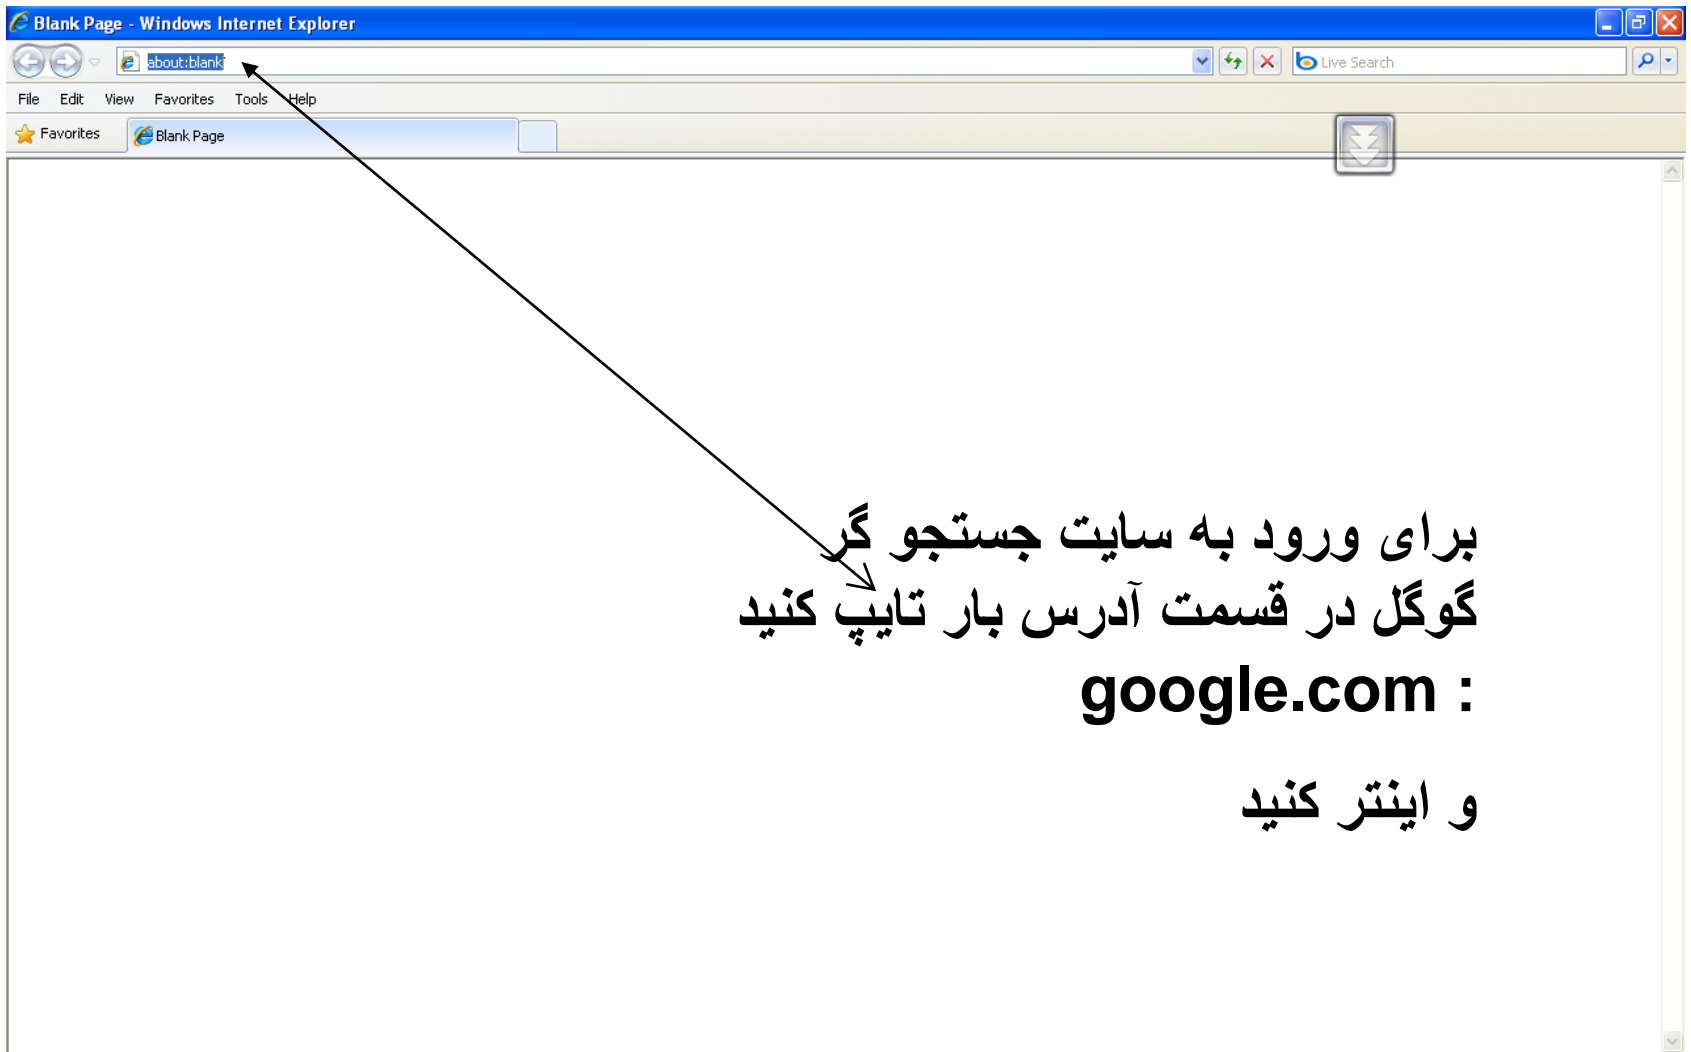 Blank Page - Windows Internet Explorer
about:blank
Live Search
File Edit View Favorites Tools Help
Favorites
Blank Page
برای ورود به سایت جستجو گر
گوگل در قسمت آدرس بار تایپ کنید
google.com :
و اینتر کنید